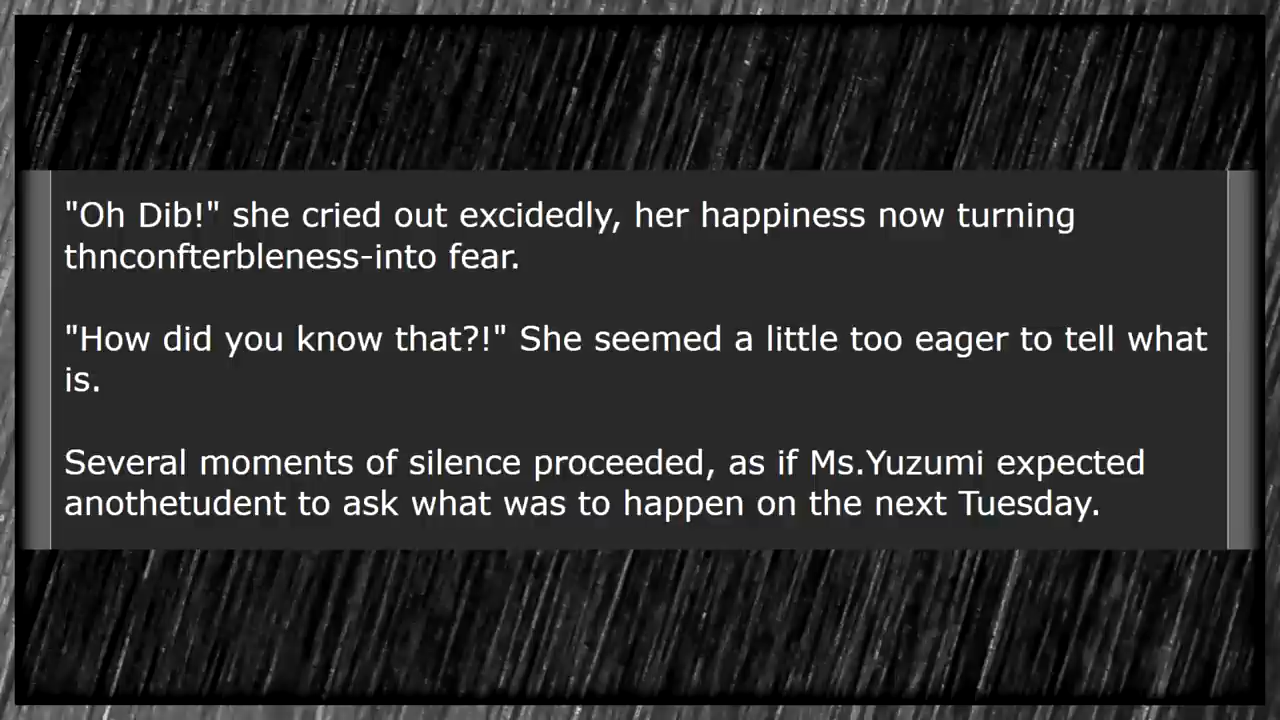 "Oh Dib!" she cried out excidedly, her happiness now turning
thnconfterbleness-into fear.
"How did you know that?!" She seemed a little too eager to tell what
is.
Several moments of silence proceeded, as if Ms.Yuzumi expected
anothetudent to ask what was to happen on the next Tuesday.